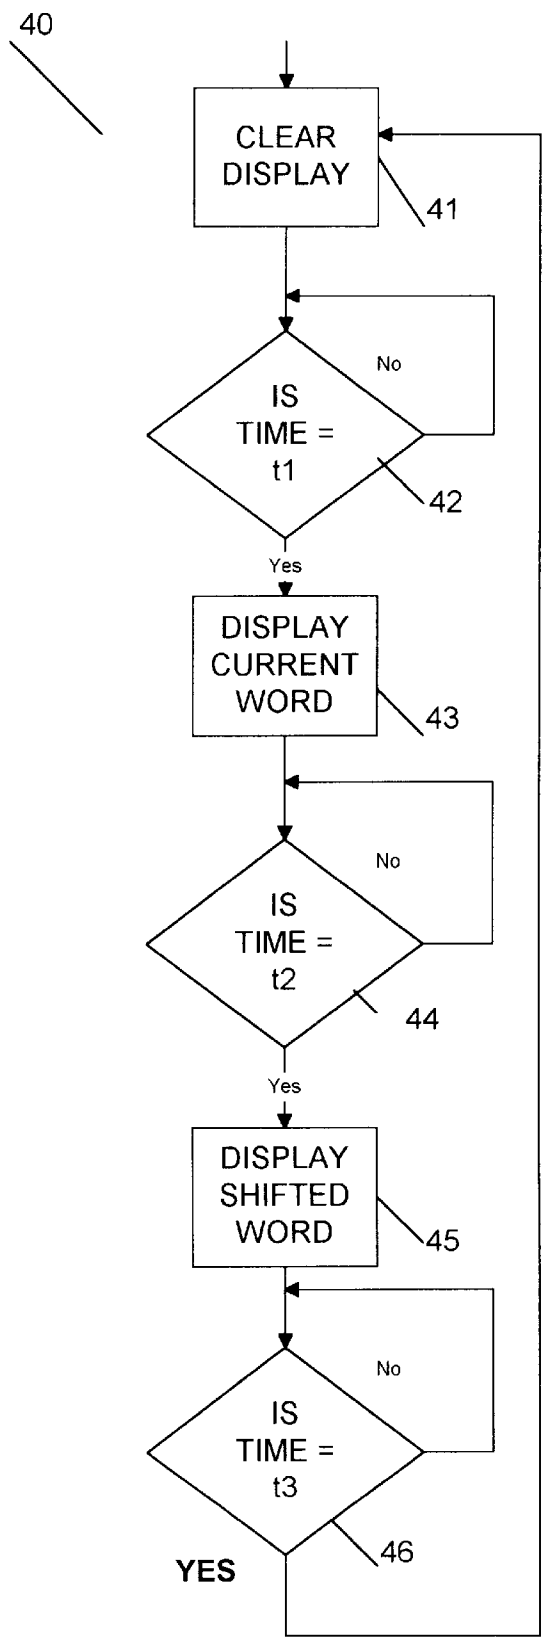 40
CLEAR
DISPLAY
41
No
IS
TIME =
t1
42
Yes
DISPLAY
CURRENT
WORD
43
No
IS
TIME =
t2
44
Yes
DISPLAY
SHIFTED
WORD
45
No
IS
TIME =
t3
46
YES